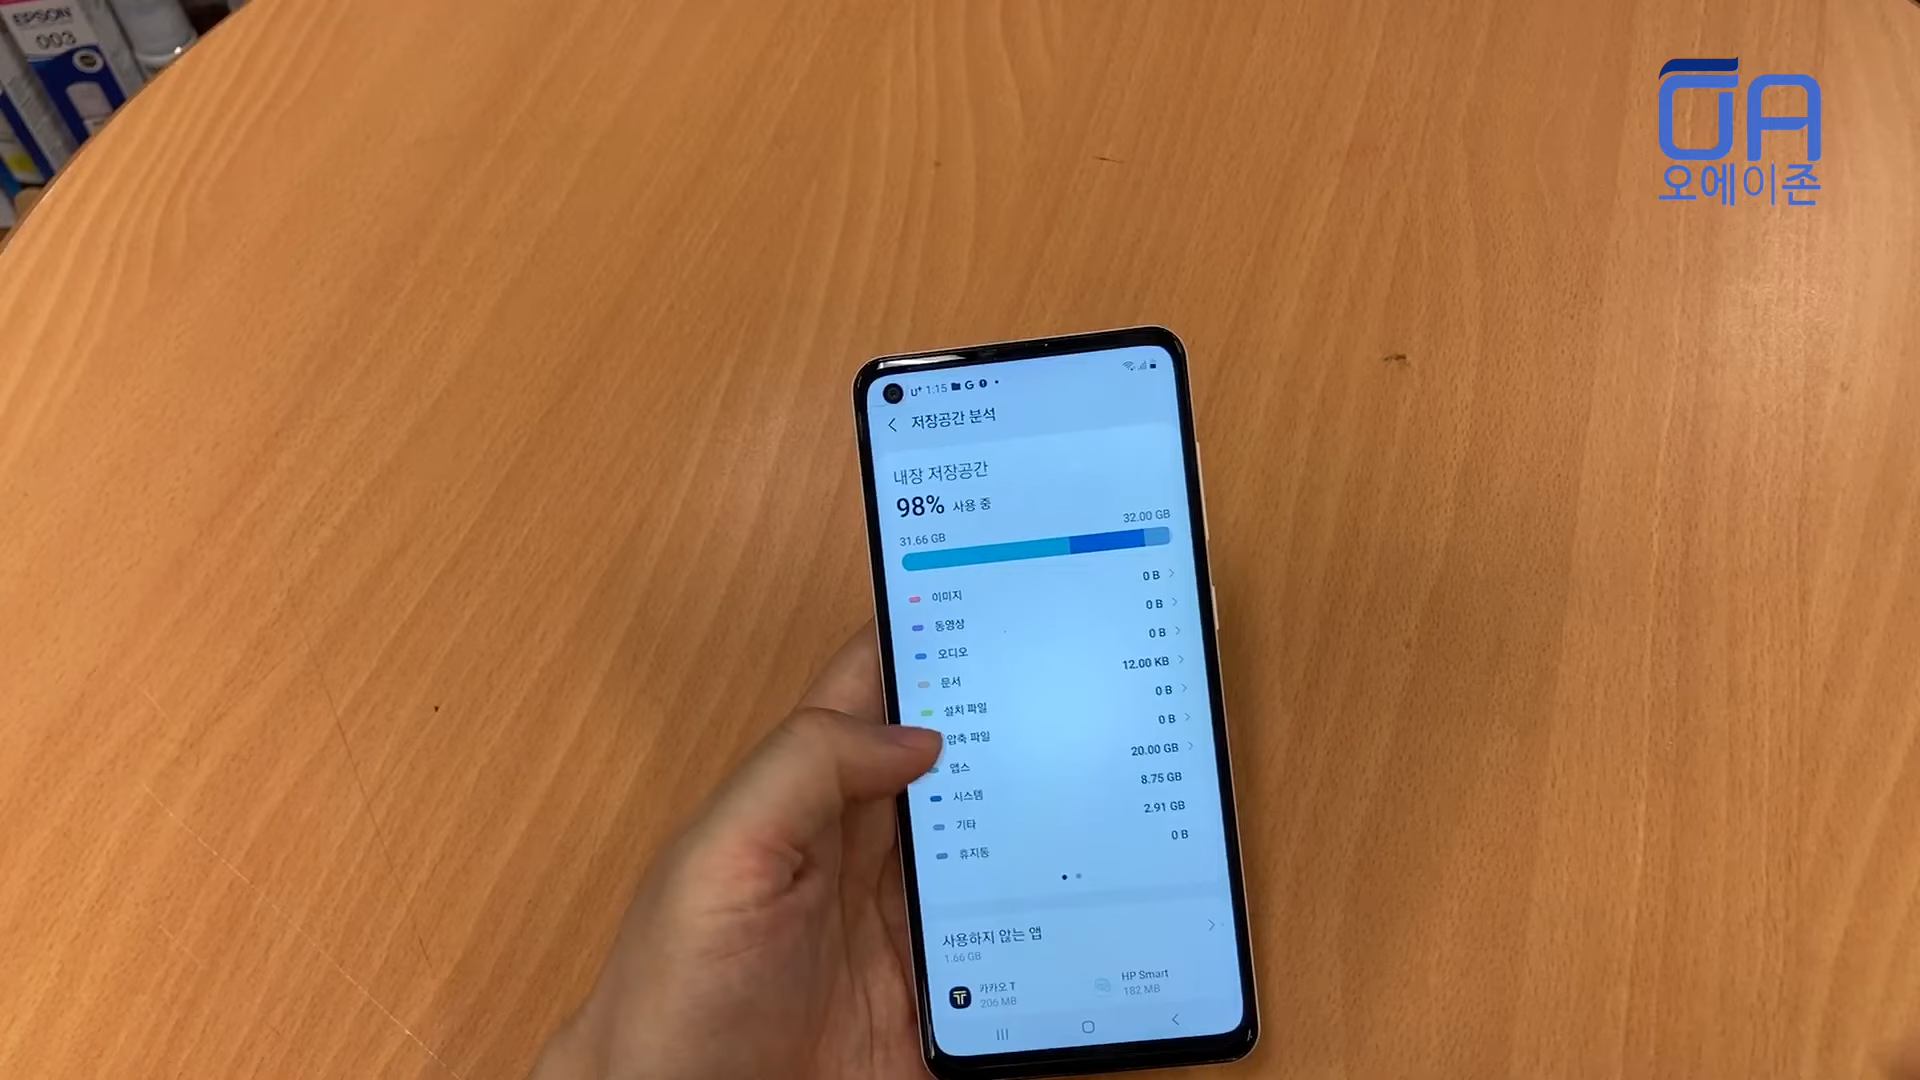 EPSON
003
OA
오에이존
U+ 1:15
저장공간 분석
내장 저장공간
98% 사용 중
31.66 GB
32.00 GB
이미지 0 B
동영상 0 B
오디오 0 B
문서 12.00 KB
설치 파일 0 B
압축 파일 0 B
앱스 20.00 GB
시스템 8.75 GB
기타 2.91 GB
휴지통 0 B
사용하지 않는 앱
1.66 GB
카카오 T
206 MB
HP Smart
182 MB